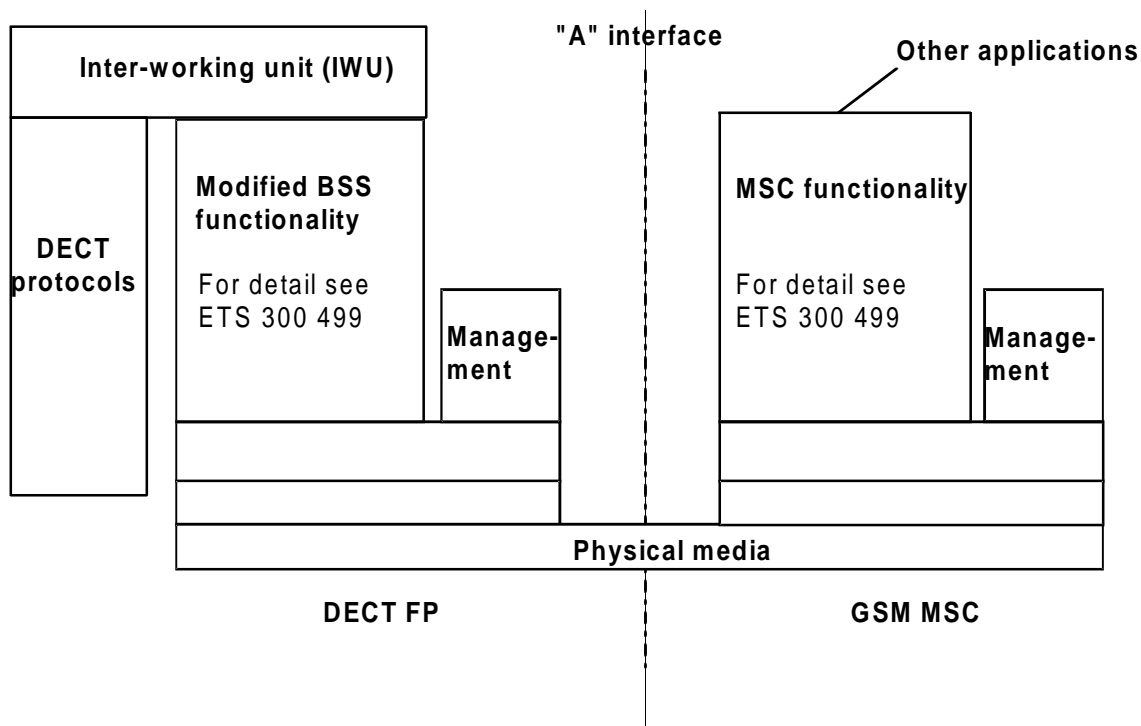 "A" interface
Other applications
Inter-working unit (IWU)
DECT
protocols
Modified BSS
functionality
For detail see
ETS 300 499
Manage-
ment
MSC functionality
For detail see
ETS 300 499
Manage-
ment
Physical media
DECT FP
GSM MSC